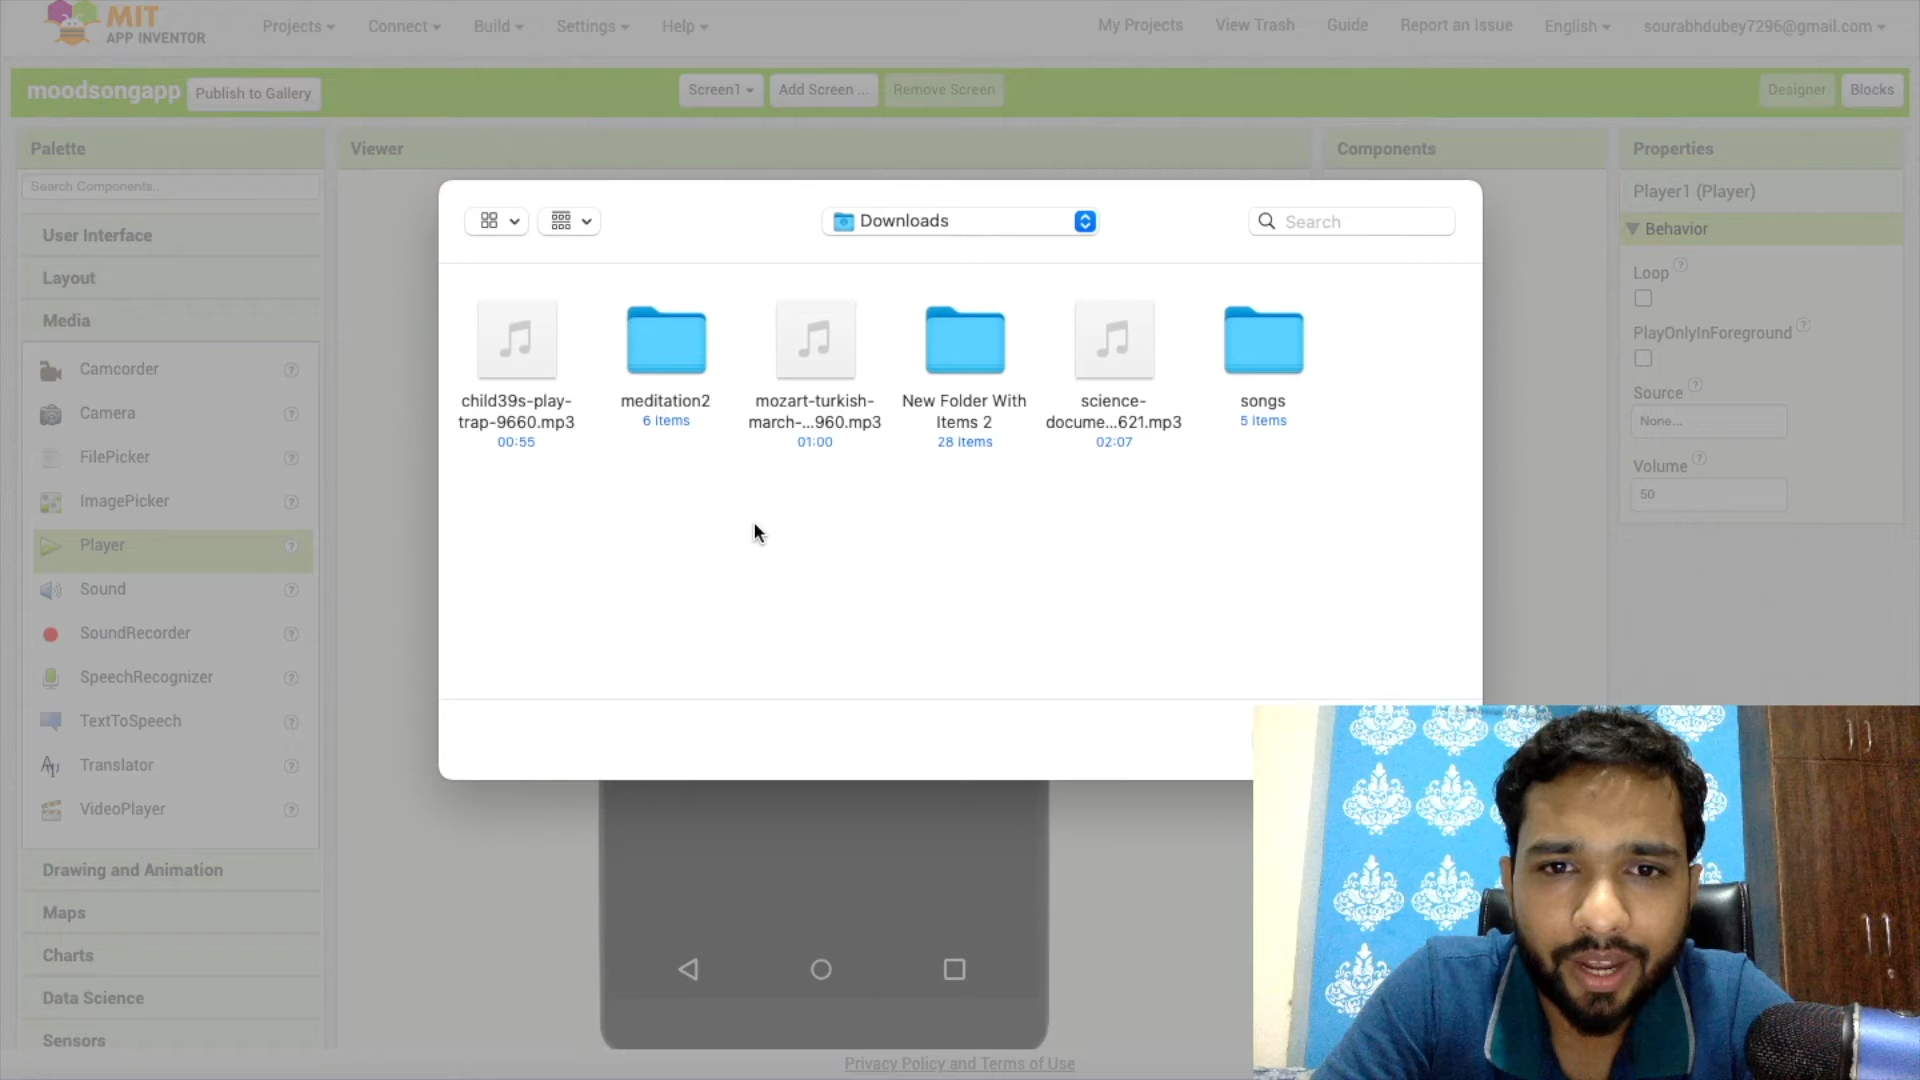 MIT
APP INVENTOR
Projects
Connect
Build
Settings
Help
My Projects
View Trash
Guide
Report an Issue
English
sourabhdubey7296@gmail.com
moodsongapp
Publish to Gallery
Screen1
Add Screen ...
Remove Screen
Designer
Blocks
Palette
Search Components..
User Interface
Layout
Media
Camcorder
?
Camera
?
FilePicker
?
ImagePicker
?
Player
?
Sound
?
SoundRecorder
?
SpeechRecognizer
?
TextToSpeech
?
Translator
?
VideoPlayer
?
Drawing and Animation
Maps
Charts
Data Science
Sensors
Viewer
Downloads
Search
child39s-play-
trap-9660.mp3
00:55
meditation2
6 items
mozart-turkish-
march-...960.mp3
01:00
New Folder With
Items 2
28 items
science-
docume...621.mp3
02:07
songs
5 items
Components
Properties
Player1 (Player)
Behavior
Loop ?
PlayOnlyInForeground ?
Source ?
None...
Volume ?
50
Privacy Policy and Terms of Use